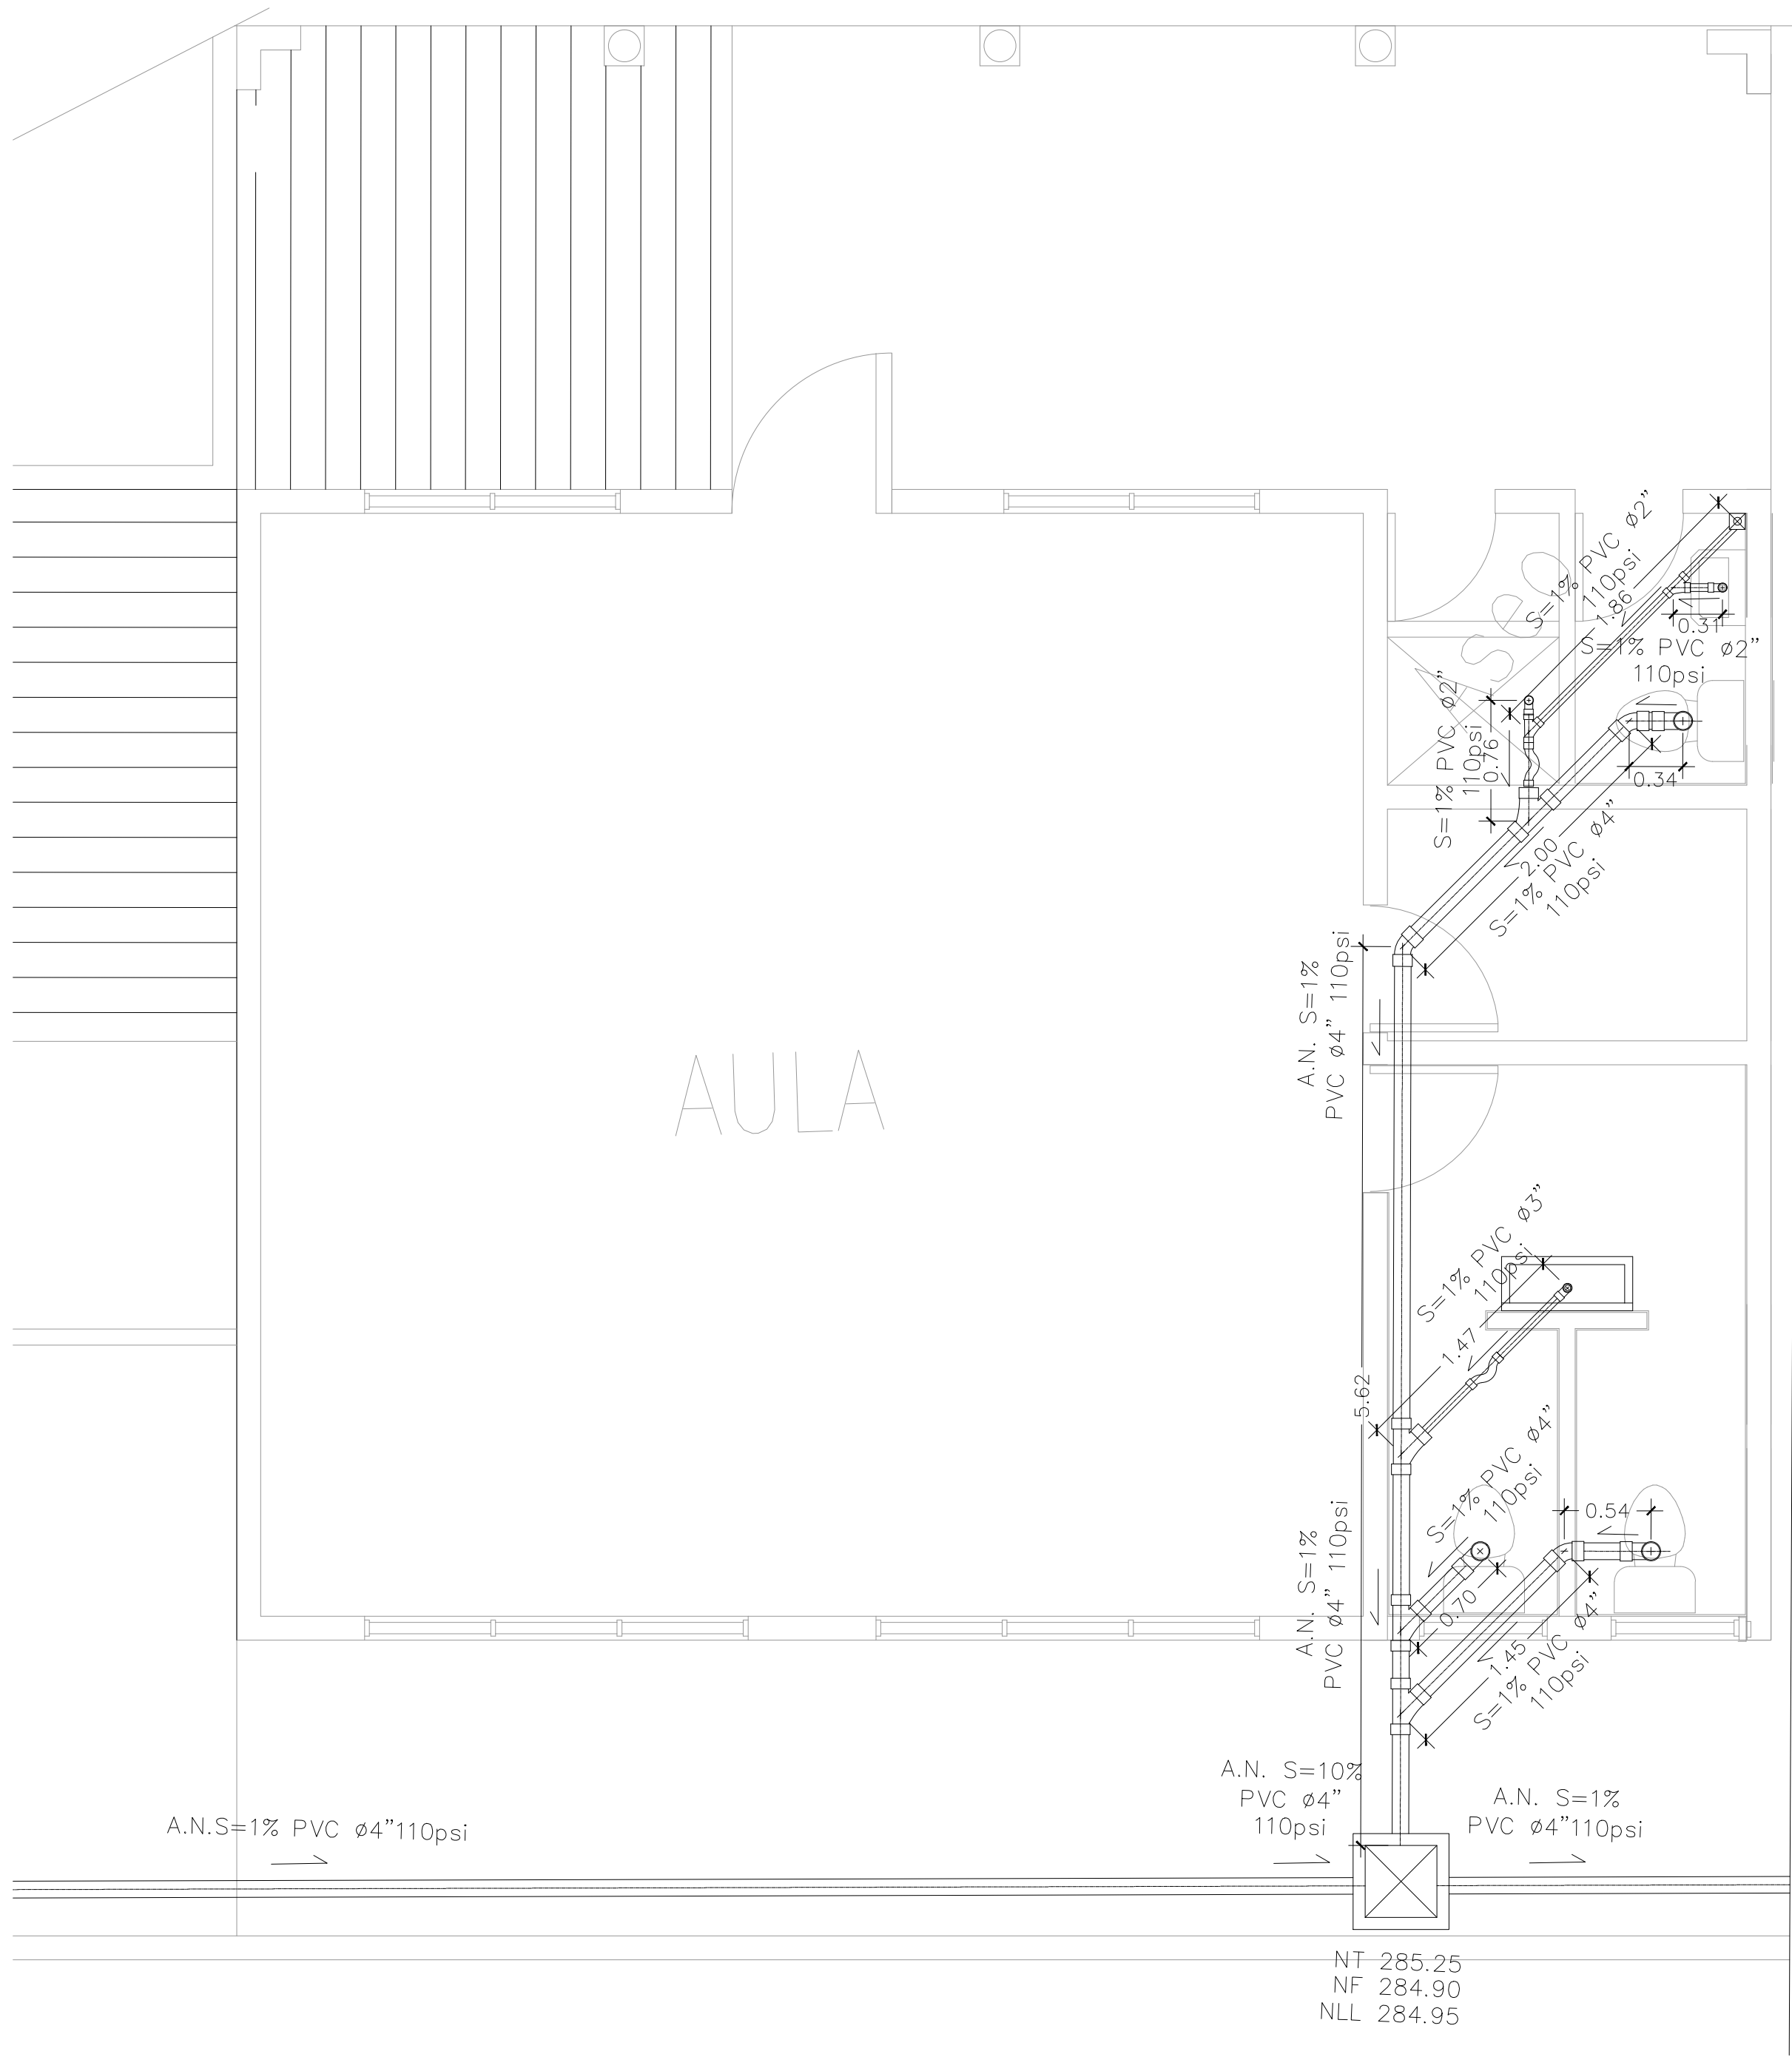 S=1% PVC ø2”
110psi
1.86
Aseo
0.31
S=1% PVC ø2”
110psi
S=1% PVC ø2”
110psi
0.76
0.34
2.00
S=1% PVC ø4”
110psi
A.N. S=1%
PVC ø4” 110psi
AULA
S=1% PVC ø3”
110psi
1.47
5.62
S=1% PVC ø4”
110psi
0.54
0.70
A.N. S=1%
PVC ø4” 110psi
1.45
S=1% PVC ø4”
110psi
A.N. S=10%
PVC ø4”
110psi
A.N. S=1%
PVC ø4”110psi
A.N.S=1% PVC ø4”110psi
NT 285.25
NF 284.90
NLL 284.95